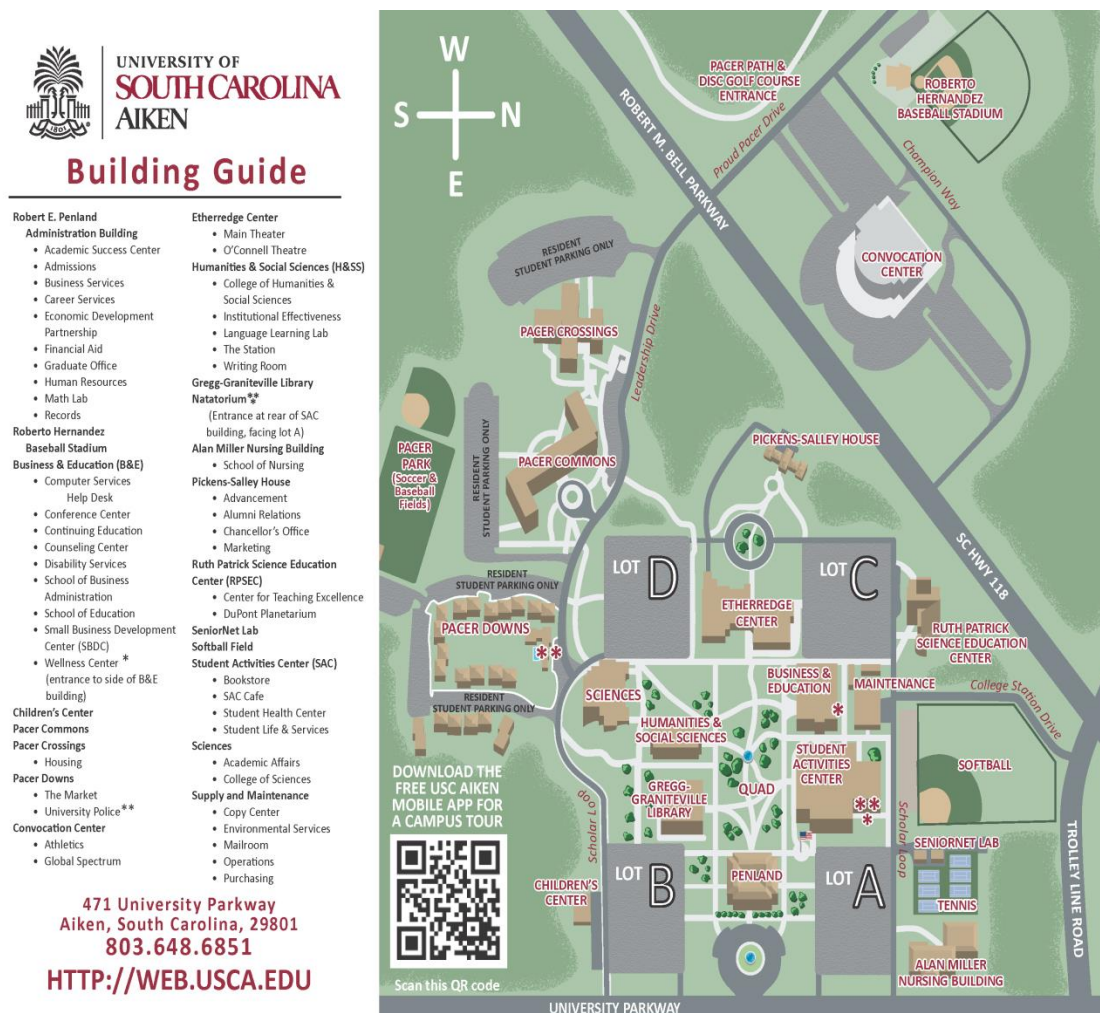 UNIVERSITY OF
SOUTH CAROLINA
AIKEN
1801
Building Guide
Robert E. Penland
Administration Building
• Academic Success Center
• Admissions
• Business Services
• Career Services
• Economic Development
Partnership
• Financial Aid
• Graduate Office
• Human Resources
• Math Lab
• Records
Roberto Hernandez
Baseball Stadium
Business & Education (B&E)
• Computer Services
Help Desk
• Conference Center
• Continuing Education
• Counseling Center
• Disability Services
• School of Business
Administration
• School of Education
• Small Business Development
Center (SBDC)
• Wellness Center *
(entrance to side of B&E
building)
Children's Center
Pacer Commons
Pacer Crossings
• Housing
Pacer Downs
• The Market
• University Police**
Convocation Center
• Athletics
• Global Spectrum
Etherredge Center
• Main Theater
• O'Connell Theatre
Humanities & Social Sciences (H&SS)
• College of Humanities &
Social Sciences
• Institutional Effectiveness
• Language Learning Lab
• The Station
• Writing Room
Gregg-Graniteville Library
Natatorium***
(Entrance at rear of SAC
building, facing lot A)
Alan Miller Nursing Building
• School of Nursing
Pickens-Salley House
• Advancement
• Alumni Relations
• Chancellor's Office
• Marketing
Ruth Patrick Science Education
Center (RPSEC)
• Center for Teaching Excellence
• DuPont Planetarium
SeniorNet Lab
Softball Field
Student Activities Center (SAC)
• Bookstore
• SAC Cafe
• Student Health Center
• Student Life & Services
Sciences
• Academic Affairs
• College of Sciences
Supply and Maintenance
• Copy Center
• Environmental Services
• Mailroom
• Operations
• Purchasing
471 University Parkway
Aiken, South Carolina, 29801
803.648.6851
HTTP://WEB.USCA.EDU
W
S N
E
PACER PATH &
DISC GOLF COURSE
ENTRANCE
ROBERTO
HERNANDEZ
BASEBALL STADIUM
Proud Pacer Drive
ROBERT M. BELL PARKWAY
Champion Way
CONVOCATION
CENTER
RESIDENT
STUDENT PARKING ONLY
PACER CROSSINGS
Leadership Drive
PACER
PARK
(Soccer &
Baseball
Fields)
RESIDENT
STUDENT PARKING ONLY
PACER COMMONS
PICKENS-SALLEY HOUSE
SC HWY 118
RESIDENT
STUDENT PARKING ONLY
PACER DOWNS
**
RESIDENT
STUDENT PARKING ONLY
LOT D
ETHERREDGE
CENTER
LOT C
RUTH PATRICK
SCIENCE EDUCATION
CENTER
SCIENCES
BUSINESS &
EDUCATION
*
MAINTENANCE
College Station Drive
HUMANITIES &
SOCIAL SCIENCES
STUDENT
ACTIVITIES
CENTER
***
SOFTBALL
GREGG-
GRANITEVILLE
LIBRARY
QUAD
Scholar Loop
Scholar Loop
TROLLEY LINE ROAD
SENIORNET LAB
TENNIS
CHILDREN'S
CENTER
LOT B
PENLAND
LOT A
ALAN MILLER
NURSING BUILDING
DOWNLOAD THE
FREE USC AIKEN
MOBILE APP FOR
A CAMPUS TOUR
Scan this QR code
UNIVERSITY PARKWAY